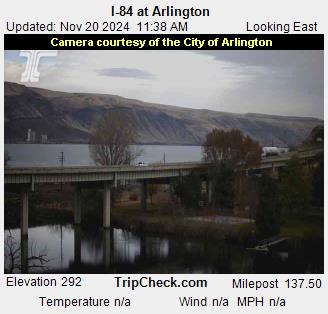 I-84 at Arlington
Updated: Nov 20 2024 11:38 AM Looking East
Camera courtesy of the City of Arlington
Elevation 292 TripCheck.com Milepost 137.50
Temperature n/a Wind n/a MPH n/a